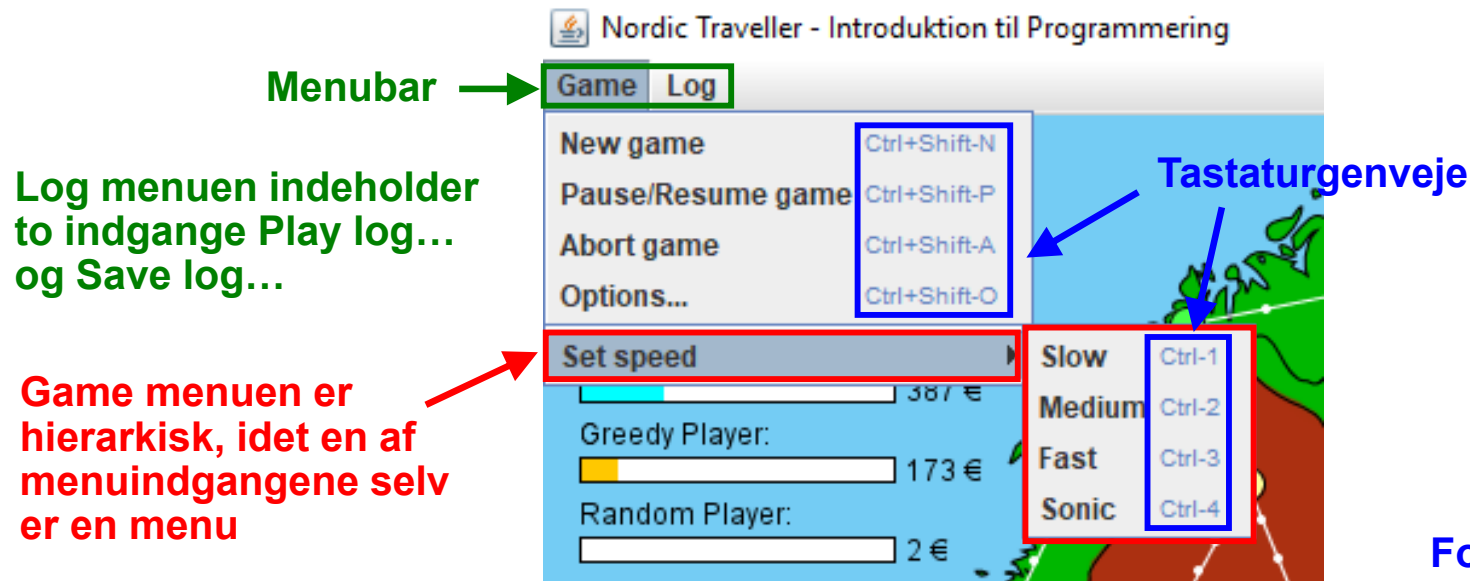 Nordic Traveller - Introduktion til Programmering
Menubar
Game Log
New game Ctrl+Shift-N
Pause/Resume game Ctrl+Shift-P
Abort game Ctrl+Shift-A
Options... Ctrl+Shift-O
Set speed
Slow Ctrl-1
Medium Ctrl-2
Fast Ctrl-3
Sonic Ctrl-4
387 €
Greedy Player:
173 €
Random Player:
2 €
Tastaturgenveje
Log menuen indeholder
to indgange Play log…
og Save log…
Game menuen er
hierarkisk, idet en af
menuindgangene selv
er en menu